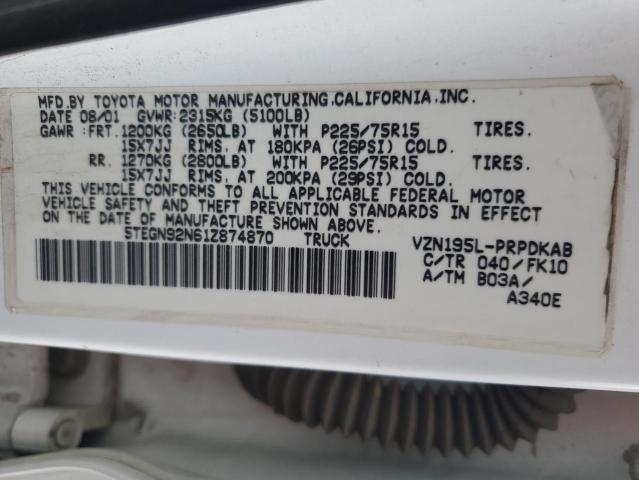 MFD.BY TOYOTA MOTOR MANUFACTURING,CALIFORNIA,INC.
DATE 08/01 GVWR:2315KG (5100LB)
GAWR :FRT.1200KG (2650LB) WITH P225/75R15 TIRES.
15X7JJ RIMS. AT 180KPA (26PSI) COLD.
RR. 1270KG (2800LB) WITH P225/75R15 TIRES.
15X7JJ RIMS. AT 200KPA (29PSI) COLD.
THIS VEHICLE CONFORMS TO ALL APPLICABLE FEDERAL MOTOR
VEHICLE SAFETY AND THEFT PREVENTION STANDARDS IN EFFECT
ON THE DATE OF MANUFACTURE SHOWN ABOVE.
5TEGN92N61Z874870 TRUCK VZN195L-PRPDKAB
C/TR 040/FK10
A/TM B03A/
A340E